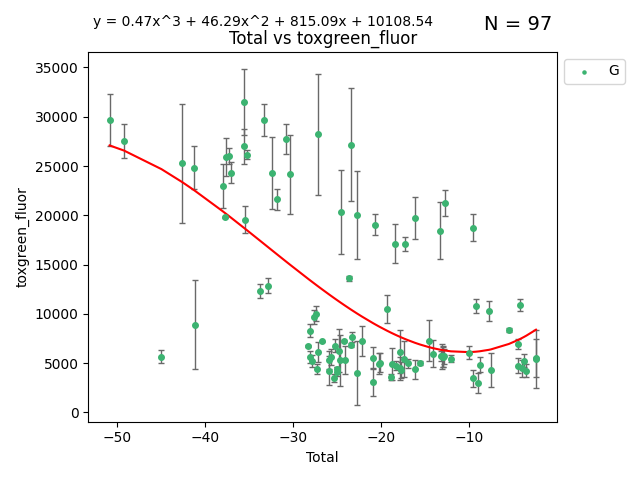 y = 0.47x^3 + 46.29x^2 + 815.09x + 10108.54
N = 97
Total vs toxgreen_fluor
G
toxgreen_fluor
35000
30000
25000
20000
15000
10000
5000
0
−50
−40
−30
−20
−10
Total